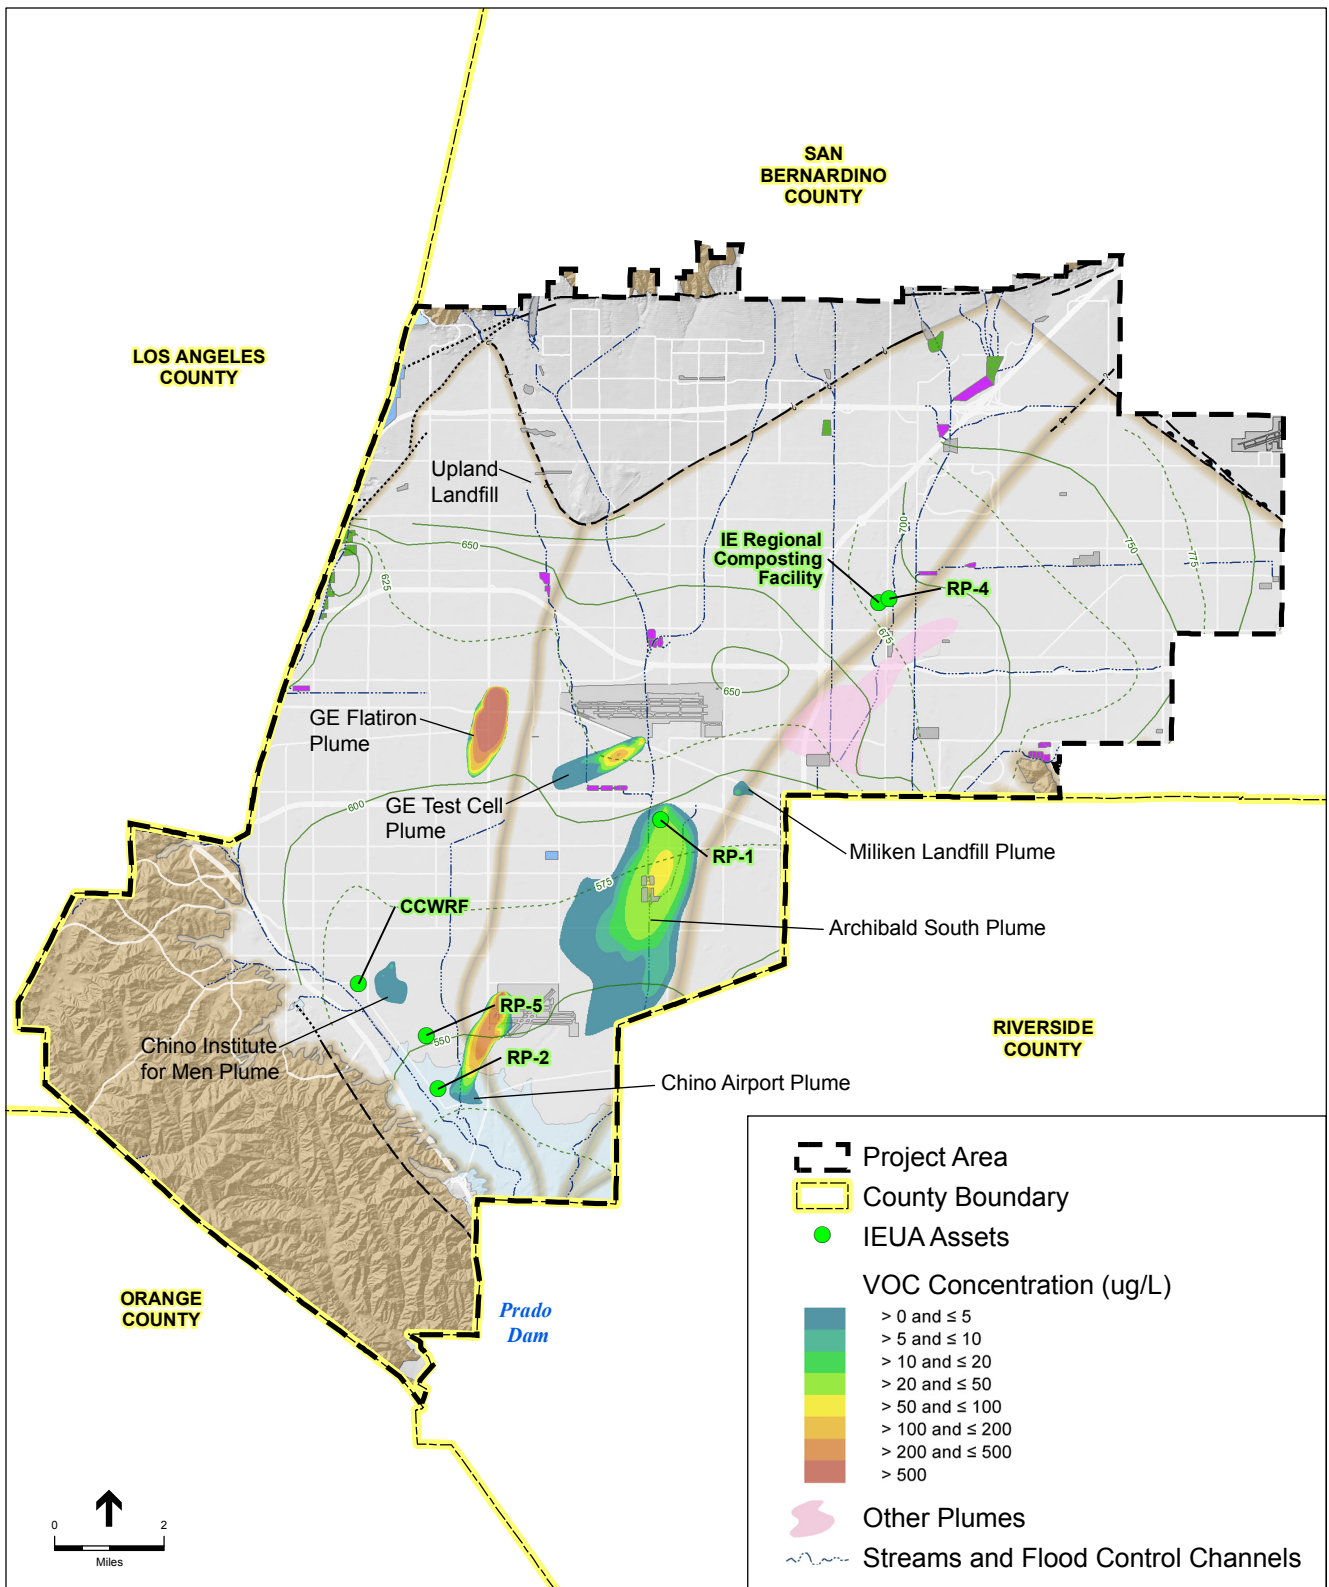 SAN
BERNARDINO
COUNTY
LOS ANGELES
COUNTY
Upland
Landfill
650
625
IE Regional
Composting
Facility
700
750
775
RP-4
675
650
GE Flatiron
Plume
600
GE Test Cell
Plume
RP-1
Miliken Landfill Plume
575
CCWRF
Archibald South Plume
RP-5
550
Chino Institute
for Men Plume
RP-2
Chino Airport Plume
RIVERSIDE
COUNTY
ORANGE
COUNTY
Prado
Dam
Project Area
County Boundary
IEUA Assets
VOC Concentration (ug/L)
> 0 and ≤ 5
> 5 and ≤ 10
> 10 and ≤ 20
> 20 and ≤ 50
> 50 and ≤ 100
> 100 and ≤ 200
> 200 and ≤ 500
> 500
Other Plumes
Streams and Flood Control Channels
0 2
Miles